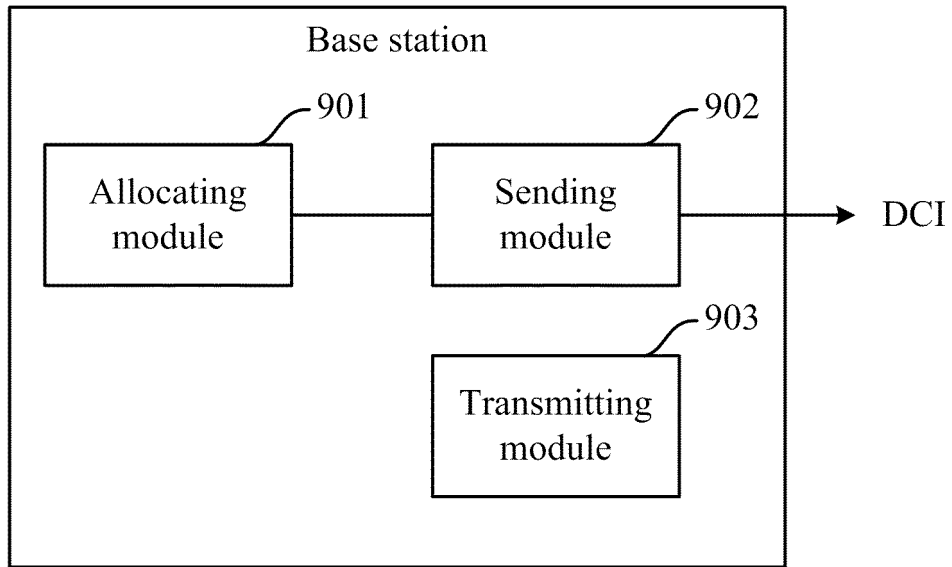 Base station
901
902
Allocating
module
Sending
module
DCI
903
Transmitting
module